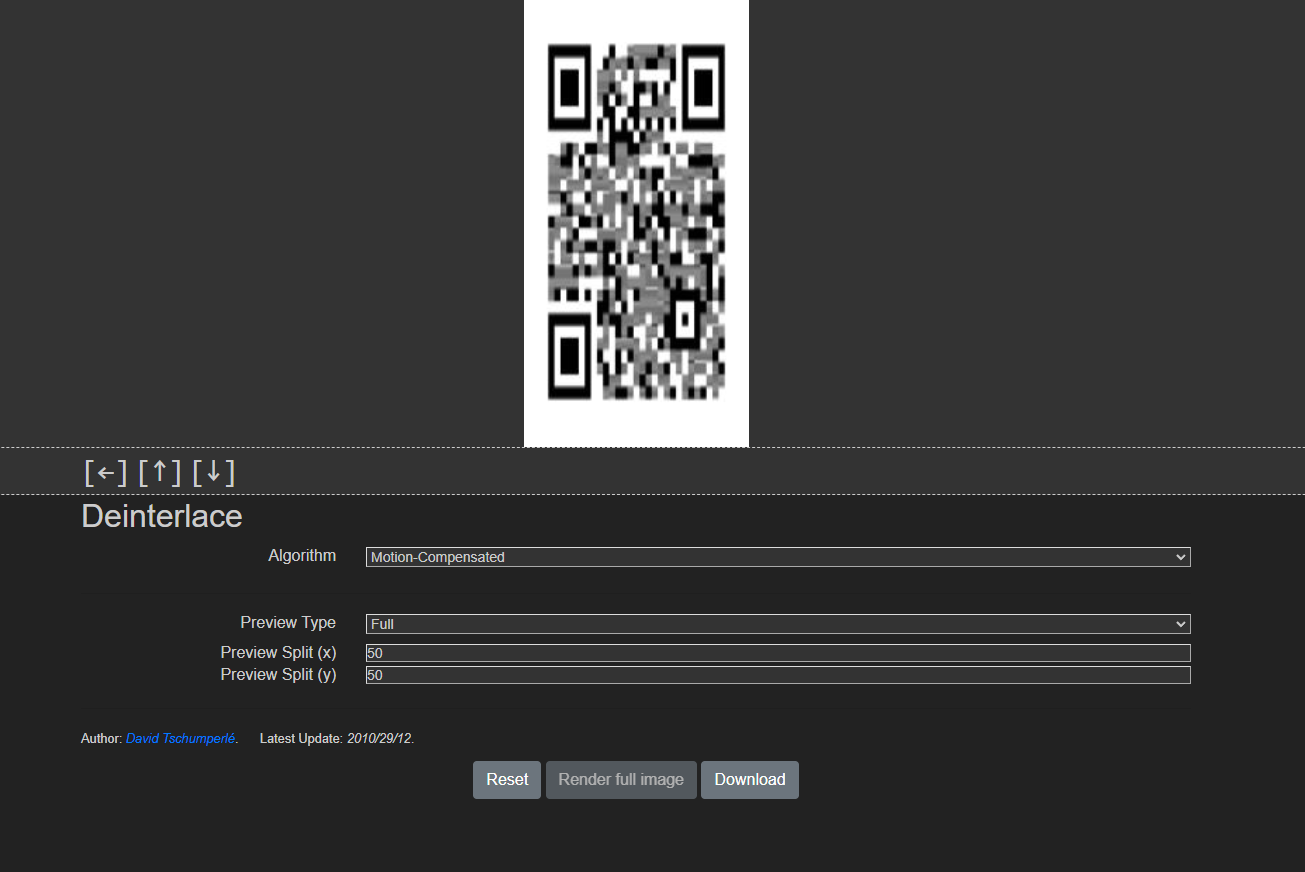 [←] [↑] [↓]
Deinterlace
Algorithm Motion-Compensated
Preview Type Full
Preview Split (x) 50
Preview Split (y) 50
Author: David Tschumperlé. Latest Update: 2010/29/12.
Reset Render full image Download